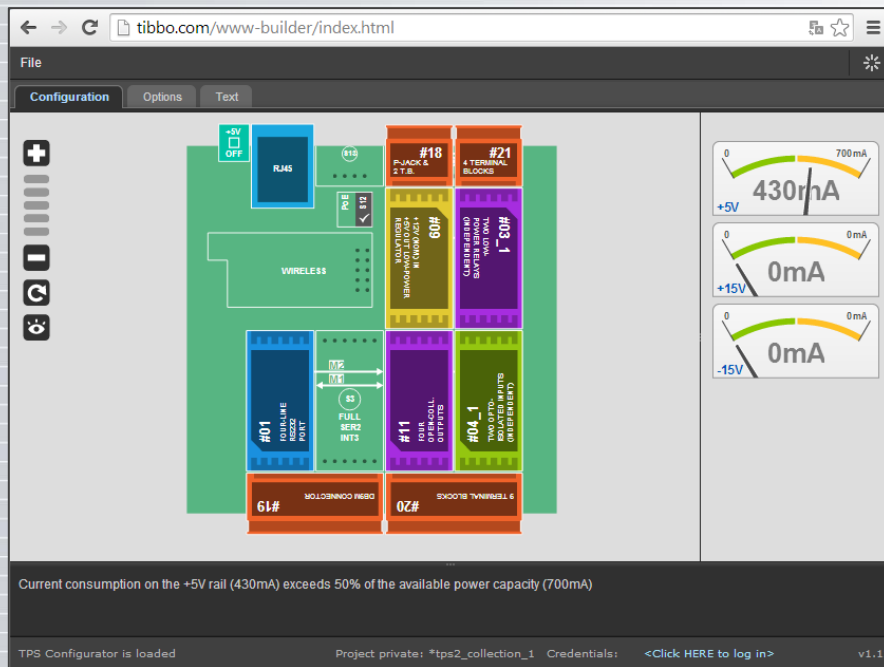 tibbo.com/www-builder/index.html
File
Configuration
Options
Text
+5V
OFF
RJ45
S10
#18
P-JACK &
2 T.B.
#21
4 TERMINAL
BLOCKS
PoE
S12
#09
+12V (NOM) IN
+5V OUT LOW-POWER
REGULATOR
#03_1
TWO LOW-
POWER RELAYS
(INDEPENDENT)
WIRELESS
M2
M1
S3
FULL
SER2
INT3
#01
FOUR-LINE
RS232
PORT
#11
FOUR
OPEN-COLL.
OUTPUTS
#04_1
TWO OPTO-
ISOLATED INPUTS
(INDEPENDENT)
#19
DB9M CONNECTOR
#20
9 TERMINAL BLOCKS
0
700mA
430mA
+5V
0
0mA
0mA
+15V
0
0mA
0mA
-15V
Current consumption on the +5V rail (430mA) exceeds 50% of the available power capacity (700mA)
TPS Configurator is loaded
Project private: *tps2_collection_1
Credentials:
<Click HERE to log in>
v1.1